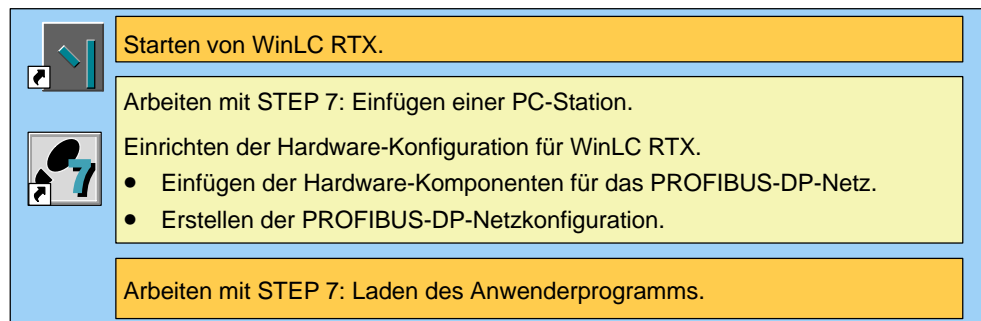 Starten von WinLC RTX.
Arbeiten mit STEP 7: Einfügen einer PC-Station.
Einrichten der Hardware-Konfiguration für WinLC RTX.
• Einfügen der Hardware-Komponenten für das PROFIBUS-DP-Netz.
• Erstellen der PROFIBUS-DP-Netzkonfiguration.
7
Arbeiten mit STEP 7: Laden des Anwenderprogramms.